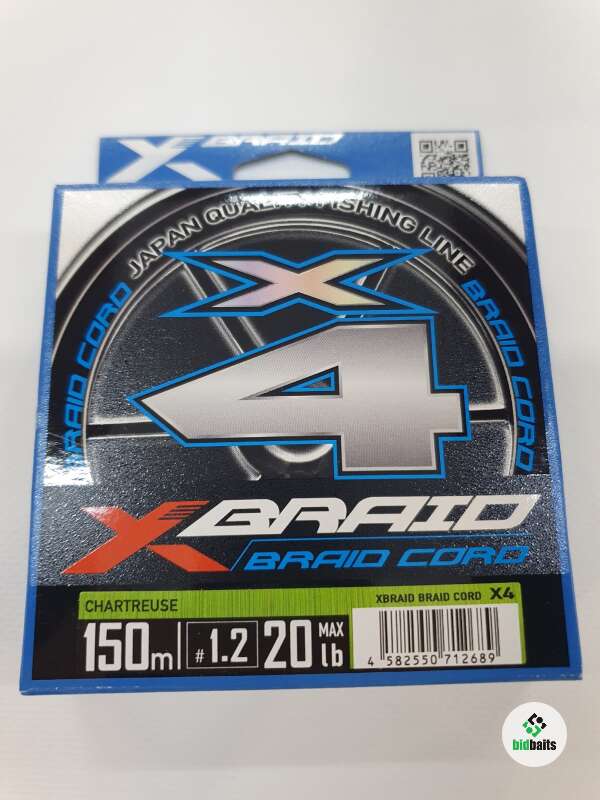 X BRAID
JAPAN QUALITY FISHING LINE
BRAID CORD
BRAID CORD
X
4
XBRAID
BRAID CORD
CHARTREUSE
XBRAID BRAID CORD X4
150m #1.2 20 MAX lb
4 582550 712689
bidbaits